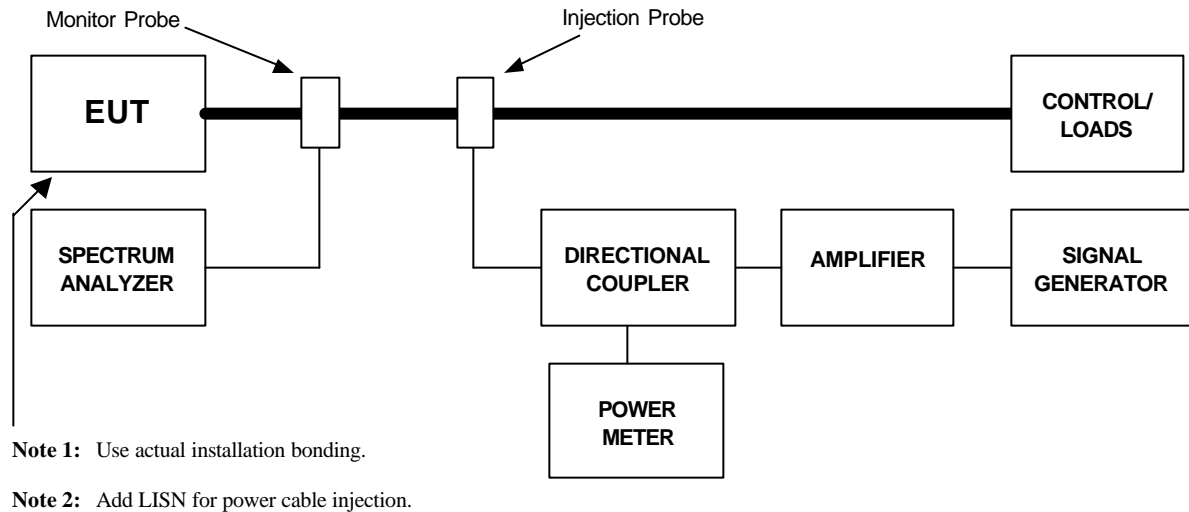 Monitor Probe
Injection Probe
EUT
CONTROL/
LOADS
SPECTRUM
ANALYZER
DIRECTIONAL
COUPLER
AMPLIFIER
SIGNAL
GENERATOR
POWER
METER
Note 1: Use actual installation bonding.
Note 2: Add LISN for power cable injection.